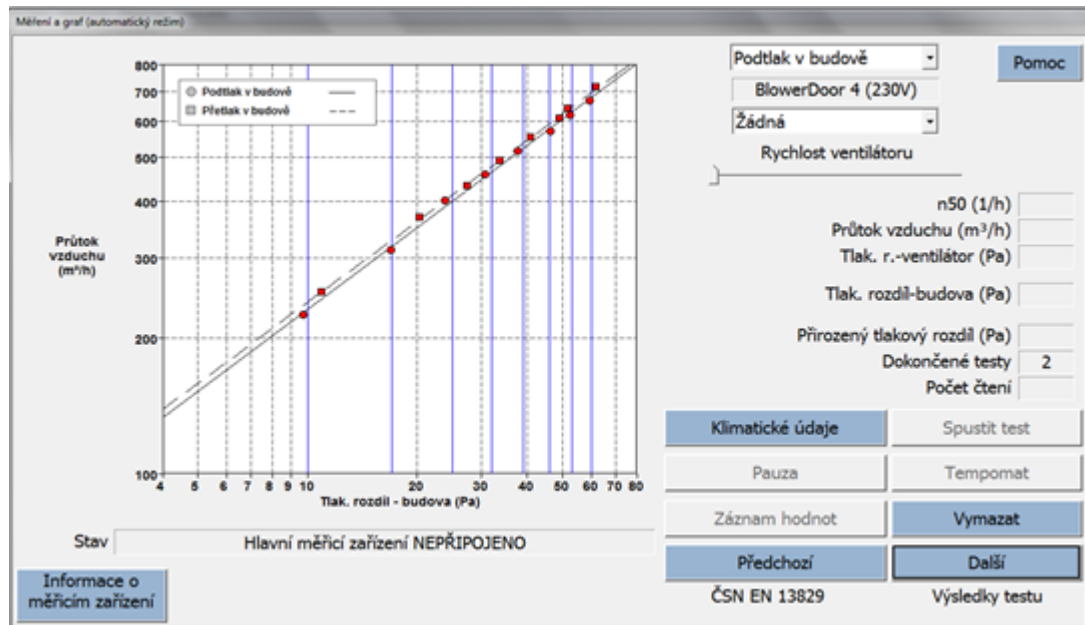 Měření a graf (automatický režim)
Podtlak v budově
Pomoc
BlowerDoor 4 (230V)
Žádná
Rychlost ventilátoru
n50 (1/h)
Průtok vzduchu (m³/h)
Tlak. r.-ventilátor (Pa)
Tlak. rozdíl-budova (Pa)
Přirozený tlakový rozdíl (Pa)
Dokončené testy 2
Počet čtení
800
700
600
500
400
300
200
100
Podtlak v budově
Přetlak v budově
Průtok
vzduchu
(m³/h)
4 5 6 7 8 9 10 20 30 40 50 60 70 80
Tlak. rozdíl - budova (Pa)
Klimatické údaje Spustit test
Pauza Tempomat
Záznam hodnot Vymazat
Předchozí Další
ČSN EN 13829 Výsledky testu
Stav Hlavní měřicí zařízení NEPŘIPOJENO
Informace o
měřicím zařízení